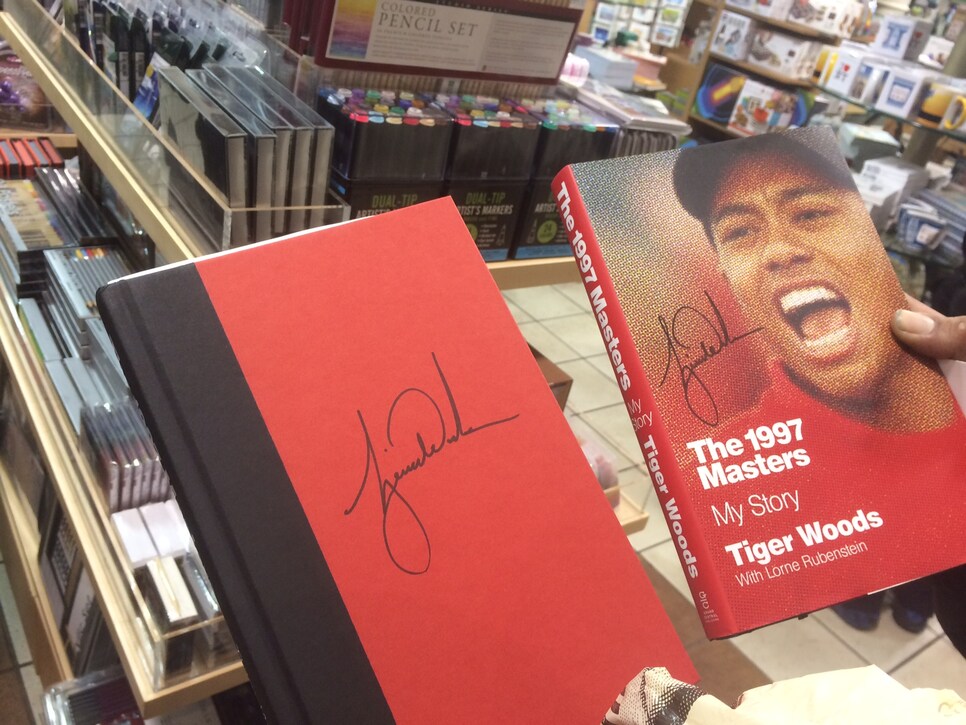 COLORED
PENCIL SET
DUAL-TIP
ARTIST'S MARKERS
DUAL-TIP
ARTIST'S MARKERS
The 1997 Masters
My
Story
Tiger Woods
The 1997
Masters
My Story
Tiger Woods
With Lorne Rubenstein